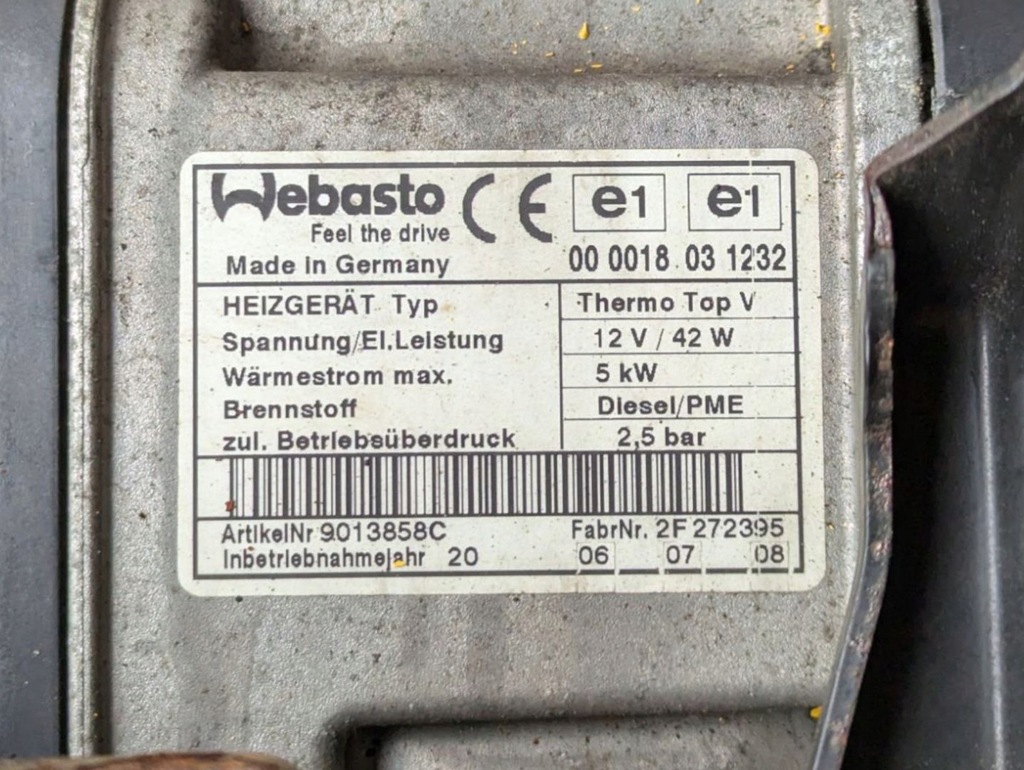 Webasto CE e1 e1
Feel the drive
Made in Germany 00 0018 03 1232
HEIZGERÄT Typ Thermo Top V
Spannung/El.Leistung 12 V / 42 W
Wärmestrom max. 5 kW
Brennstoff Diesel/PME
zul. Betriebsüberdruck 2,5 bar
ArtikelNr 9013858C FabrNr. 2F 272395
Inbetriebnahmejahr 20 06 07 08